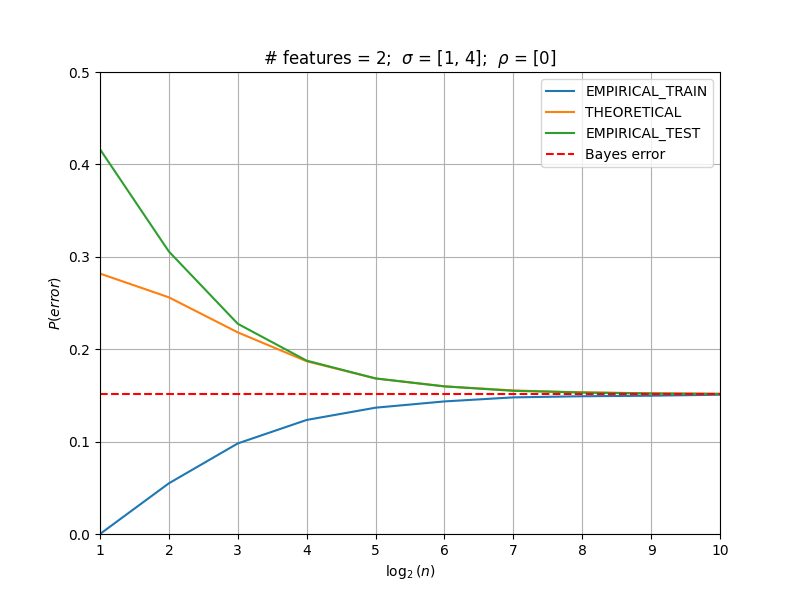 # features = 2;  σ = [1, 4];  ρ = [0]
EMPIRICAL_TRAIN
THEORETICAL
EMPIRICAL_TEST
Bayes error
P(error)
0.5
0.4
0.3
0.2
0.1
0.0
1 2 3 4 5 6 7 8 9 10
log₂(n)